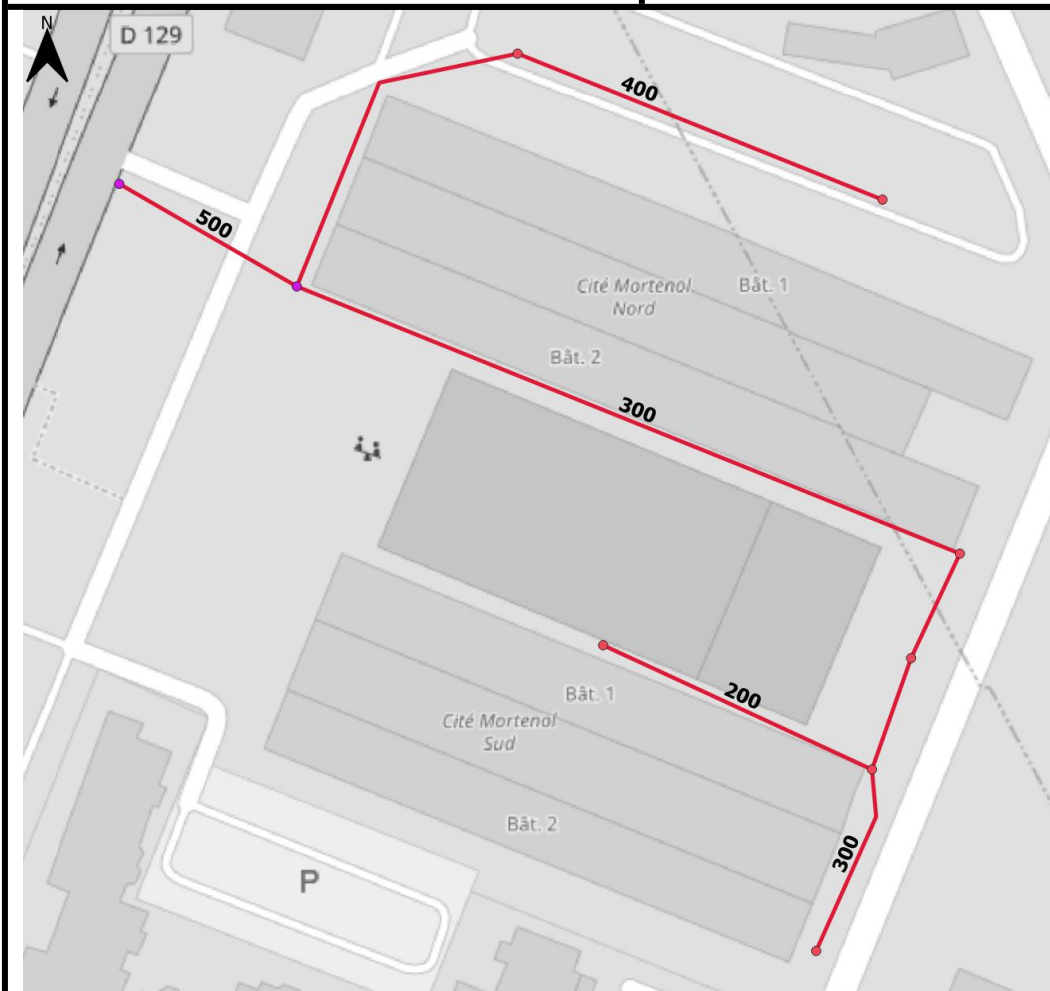 N
D 129
400
500
Cité Mortenol
Nord
Bât. 1
Bât. 2
300
200
Bât. 1
Cité Mortenol
Sud
Bât. 2
300
P